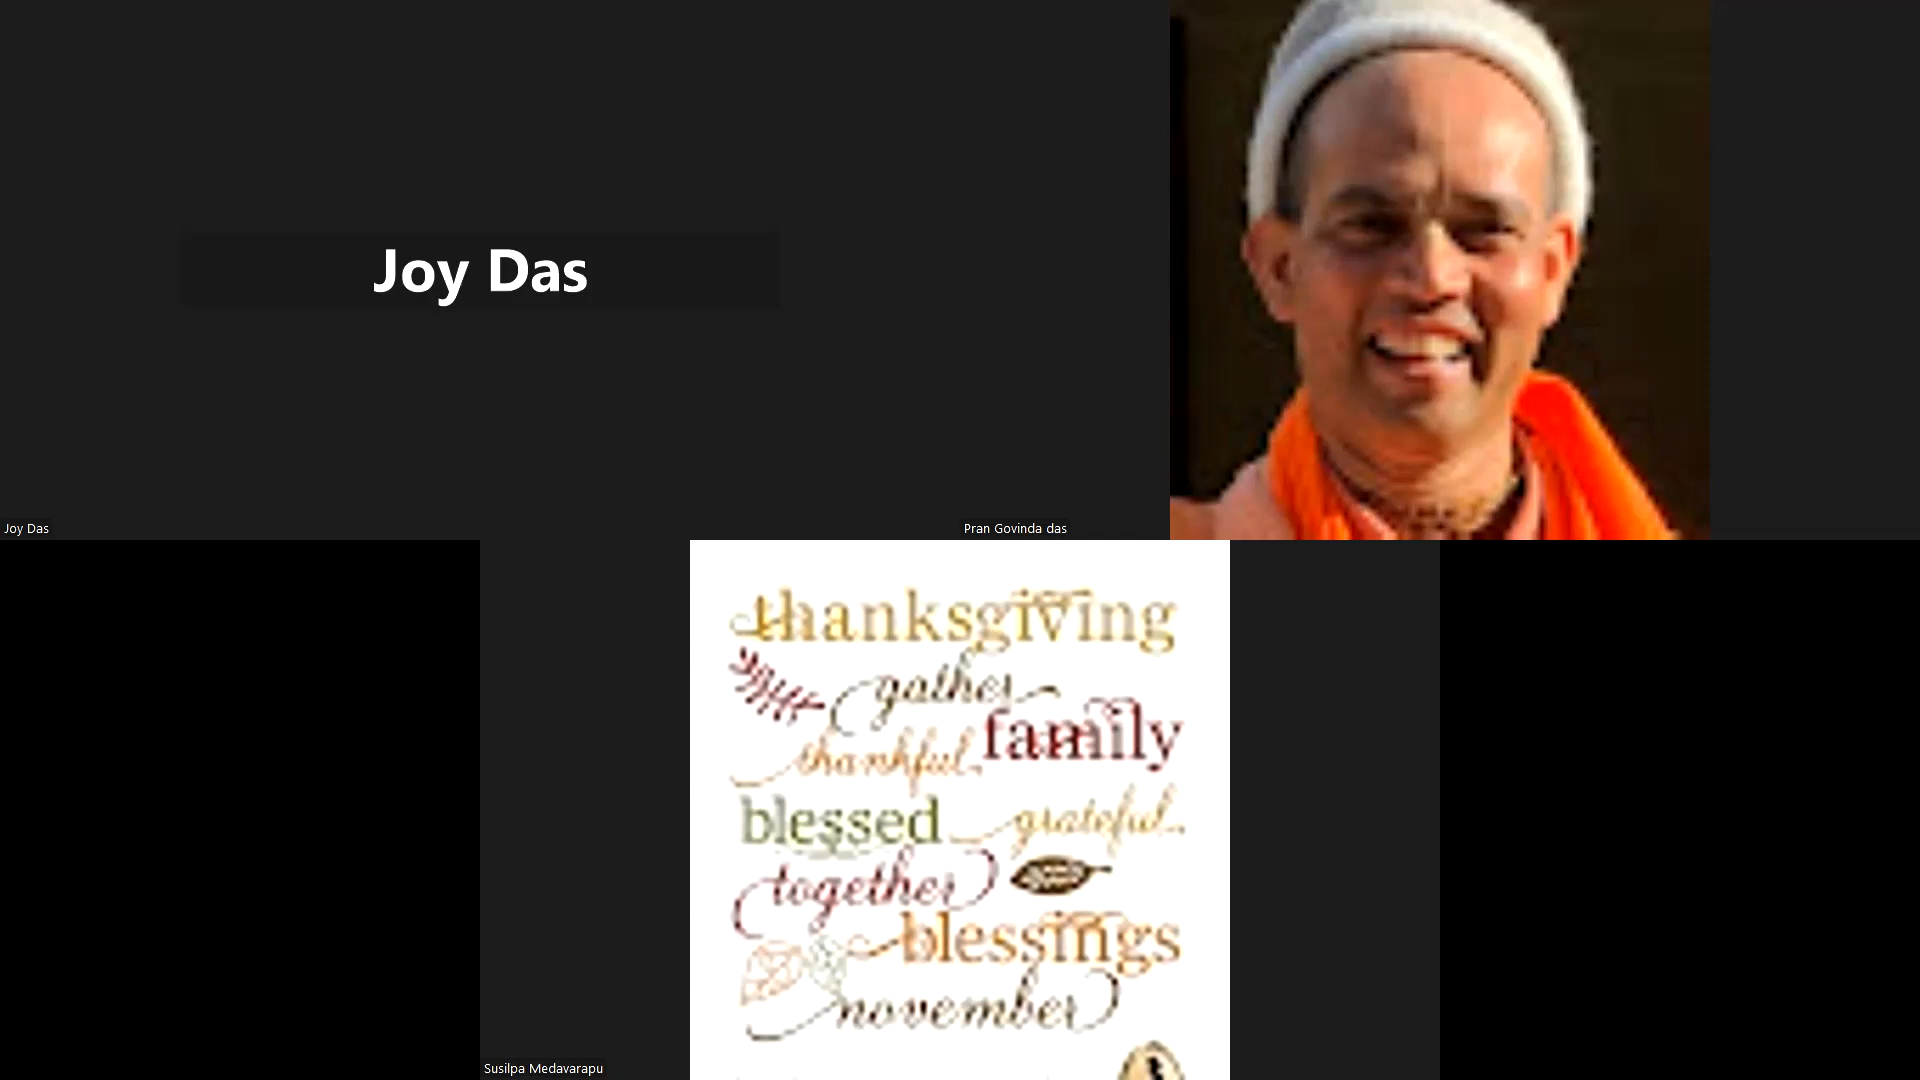 Joy Das
Joy Das
Pran Govinda das
thanksgiving
gather
family
thankful
blessed
grateful
together
blessings
november
Susilpa Medavarapu